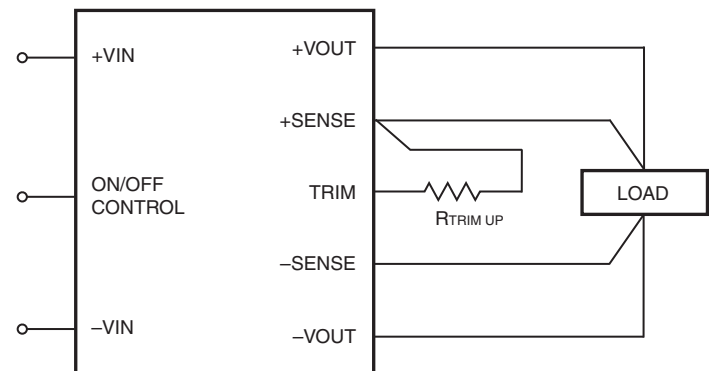 +VIN
+VOUT
+SENSE
ON/OFF
CONTROL
TRIM
RTRIM UP
LOAD
–SENSE
–VIN
–VOUT